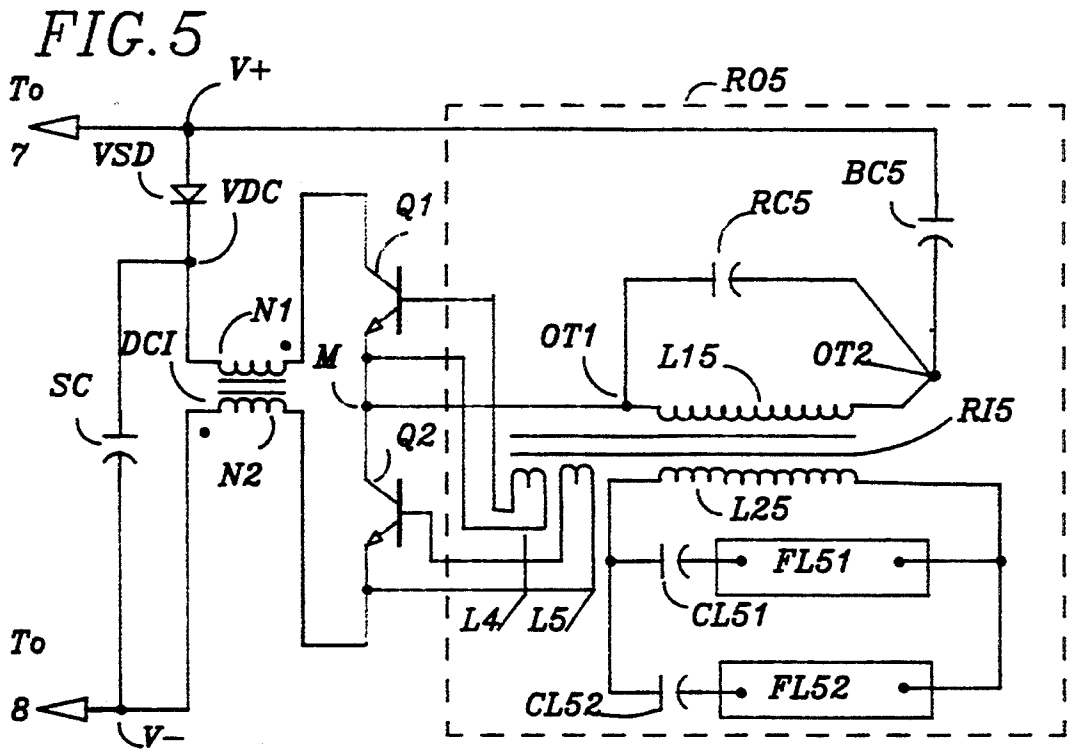 FIG.5
V+
To
7
R05
VSD
VDC
Q1
RC5
BC5
N1
DCI
M
OT1
L15
OT2
SC
RI5
Q2
N2
L25
FL51
L4
L5
CL51
To
8
FL52
CL52
V-